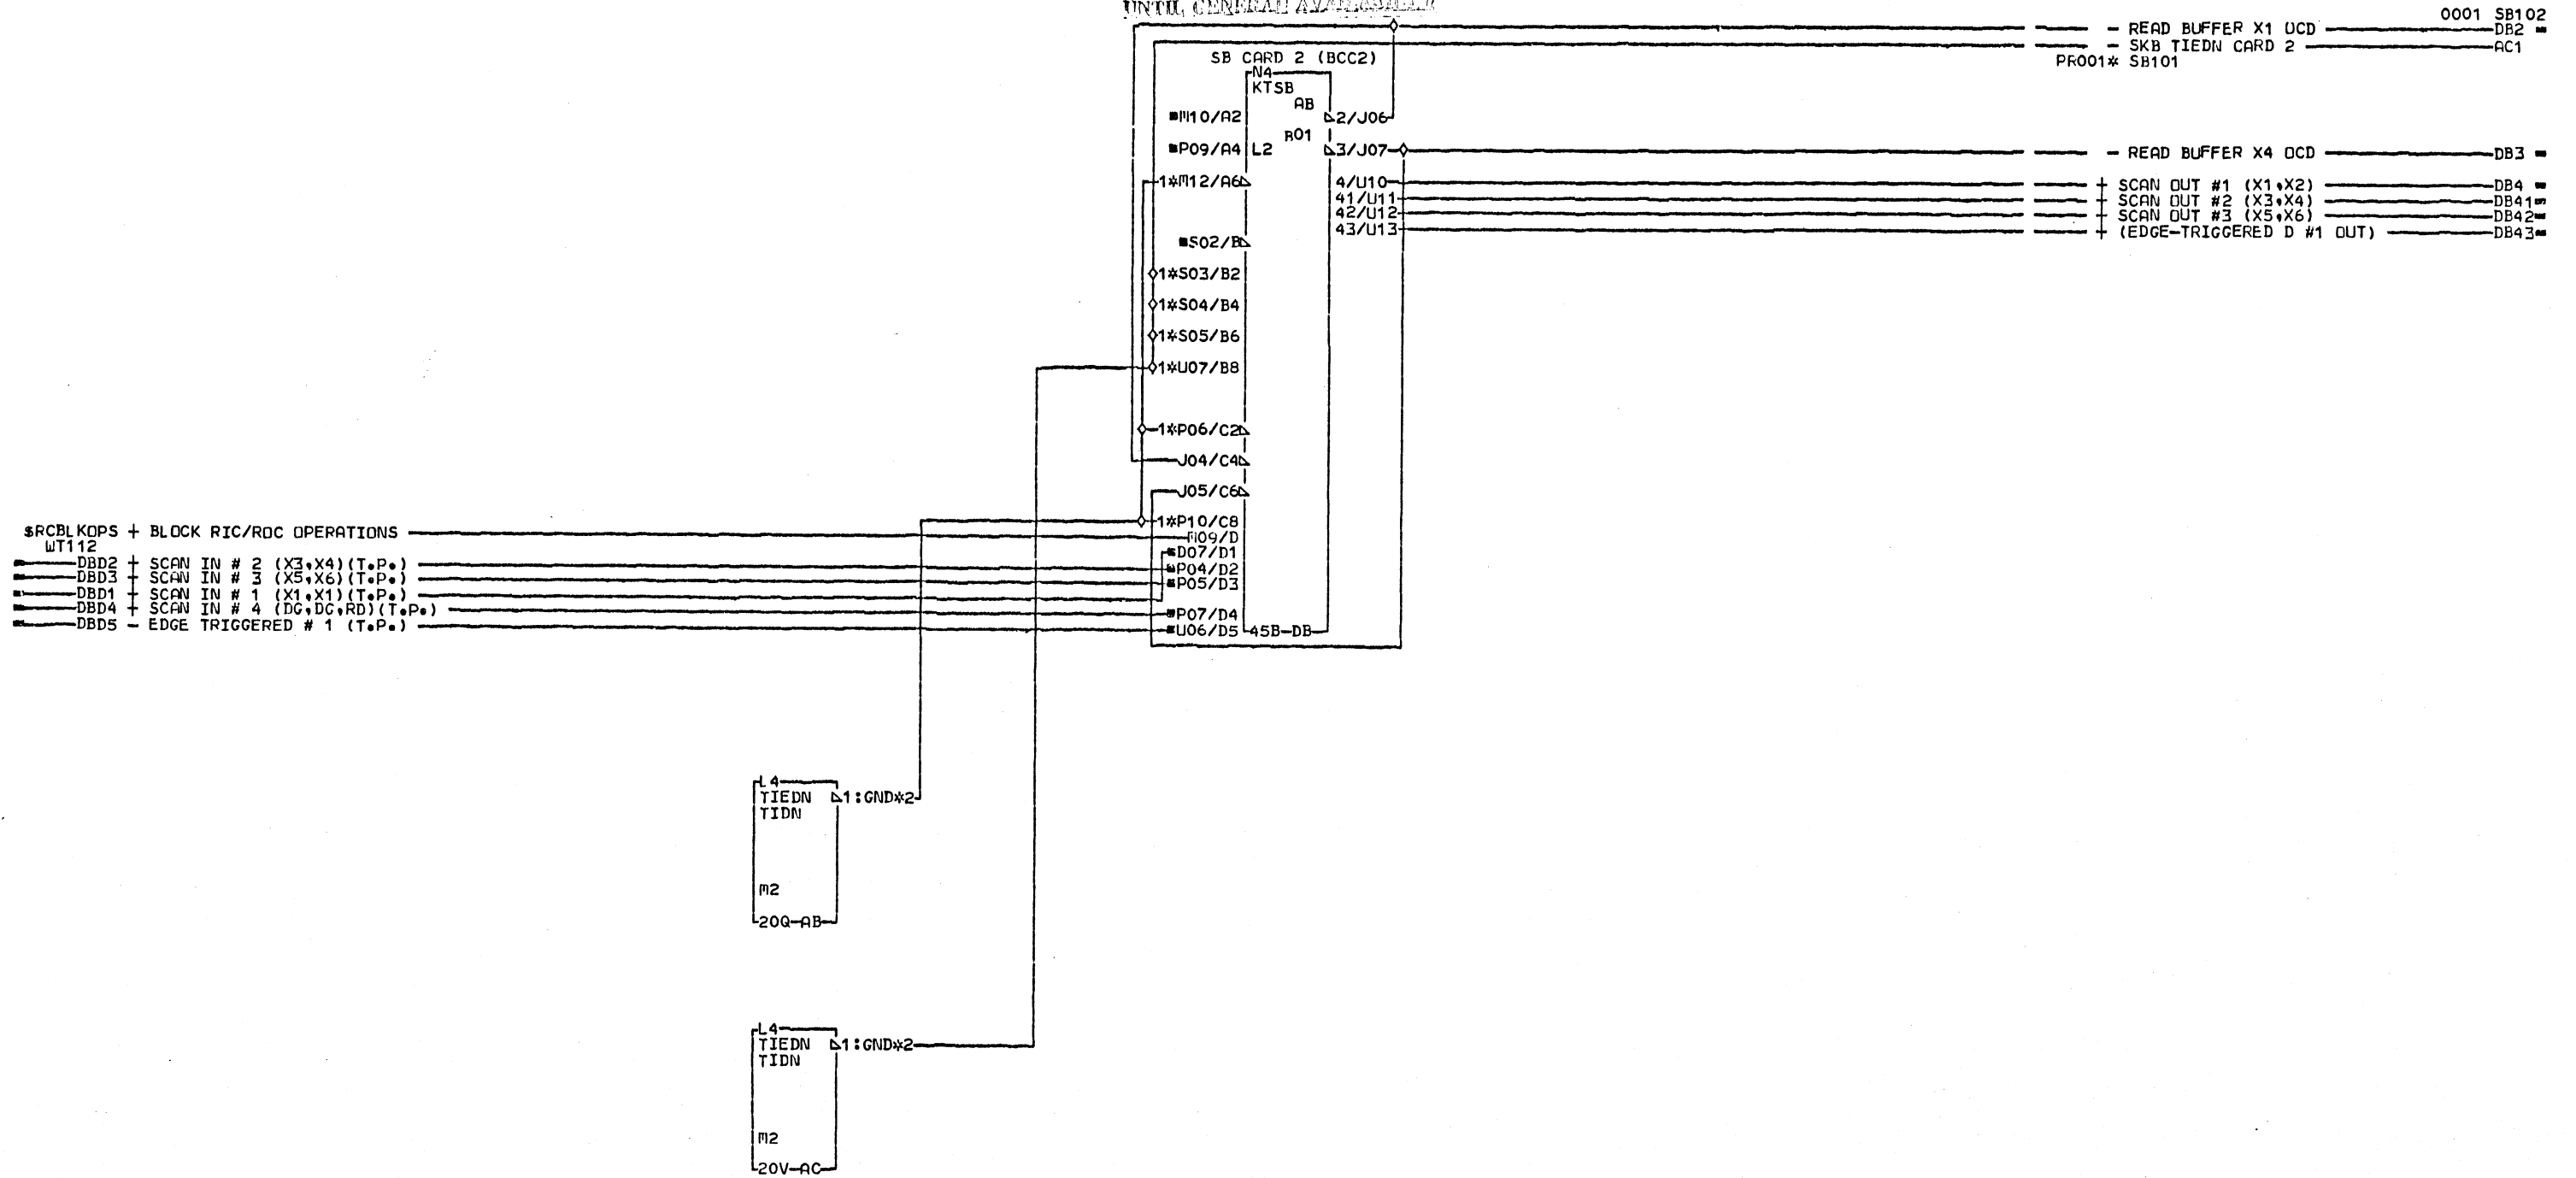 UNTIL GENERAL AVAILABILITY
0001 SB102
- READ BUFFER X1 OCD DB2
- SKB TIEDN CARD 2 AC1
PR001* SB101
SB CARD 2 (BCC2)
N4
KTSB
AB
M10/A2
2/J06
B01
P09/A4 L2
3/J07
- READ BUFFER X4 OCD DB3
1*M12/A6
4/U10
+ SCAN OUT #1 (X1,X2) DB4
41/U11
+ SCAN OUT #2 (X3,X4) DB41
42/U12
+ SCAN OUT #3 (X5,X6) DB42
43/U13
+ (EDGE-TRIGGERED D #1 OUT) DB43
S02/B
1*S03/B2
1*S04/B4
1*S05/B6
1*U07/B8
1*P06/C2
J04/C4
J05/C6
1*P10/C8
$RCBLKOPS + BLOCK RIC/ROC OPERATIONS
M09/D
WT112
D07/D1
DBD2 + SCAN IN # 2 (X3,X4)(T.P.)
P04/D2
DBD3 + SCAN IN # 3 (X5,X6)(T.P.)
P05/D3
DBD1 + SCAN IN # 1 (X1,X1)(T.P.)
DBD4 + SCAN IN # 4 (DG,DC,RD)(T.P.)
P07/D4
DBD5 - EDGE TRIGGERED # 1 (T.P.)
U06/D5
45B-DB
L4
TIEDN 1:GND*2
TIDN
M2
20Q-AB
L4
TIEDN 1:GND*2
TIDN
M2
20V-AC